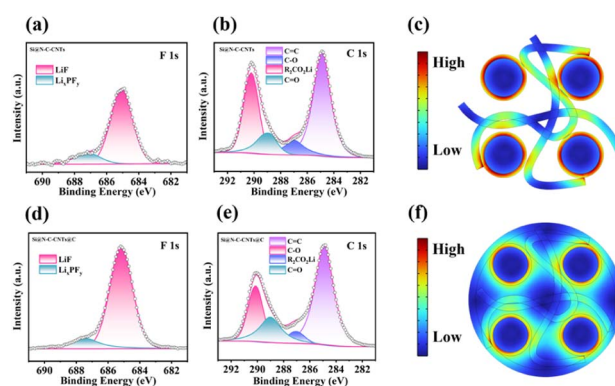 (a)
Si@N-C-CNTs
F 1s
LiF
LixPFy
Intensity (a.u.)
690 688 686 684 682
Binding Energy (eV)
(b)
Si@N-C-CNTs
C 1s
C=C
C-O
R2CO2Li
C=O
Intensity (a.u.)
292 290 288 286 284 282
Binding Energy (eV)
(c)
High
Low
(d)
Si@N-C-CNTs@C
F 1s
LiF
LixPFy
Intensity (a.u.)
690 688 686 684 682
Binding Energy (eV)
(e)
Si@N-C-CNTs@C
C 1s
C=C
C-O
R2CO2Li
C=O
Intensity (a.u.)
292 290 288 286 284 282
Binding Energy (eV)
(f)
High
Low